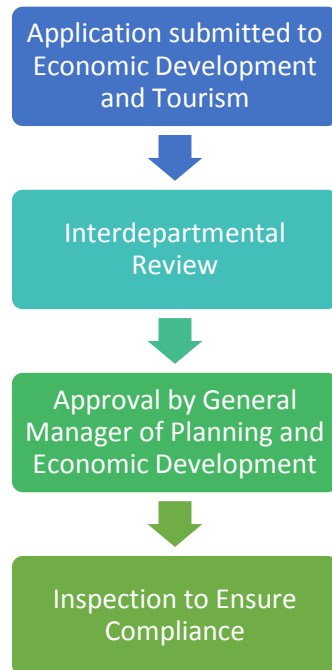 Application submitted to
Economic Development
and Tourism
Interdepartmental
Review
Approval by General
Manager of Planning and
Economic Development
Inspection to Ensure
Compliance